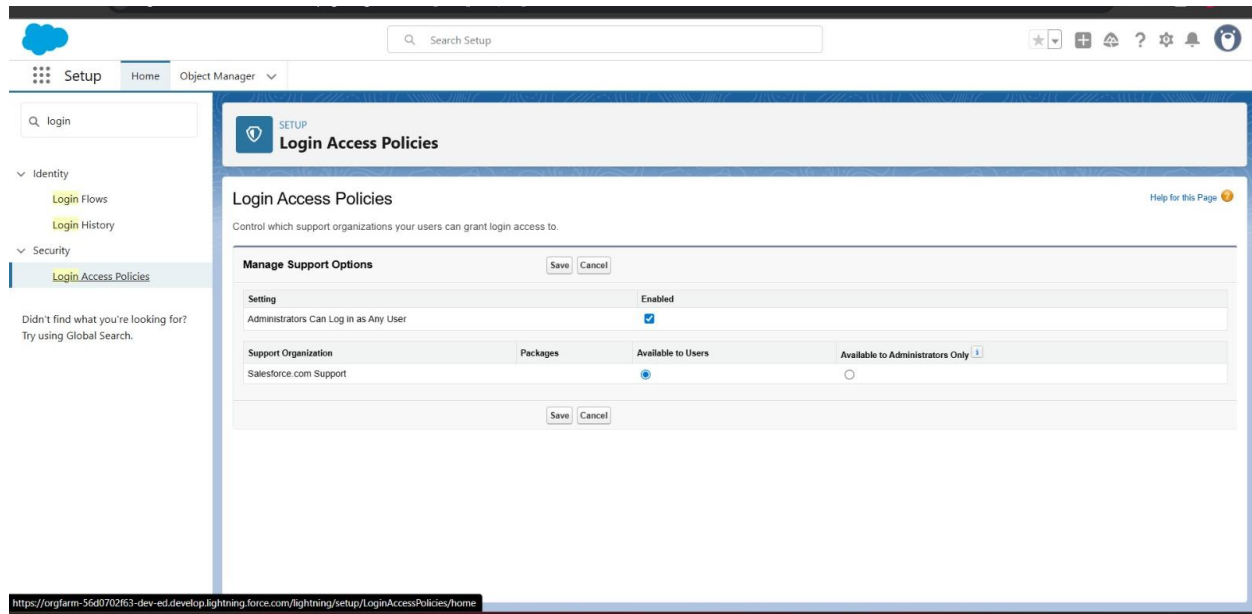 Search Setup
Setup Home Object Manager
login
Identity
Login Flows
Login History
Security
Login Access Policies
Didn't find what you're looking for?
Try using Global Search.
SETUP
Login Access Policies
Login Access Policies
Help for this Page
Control which support organizations your users can grant login access to.
Manage Support Options Save Cancel
Setting Enabled
Administrators Can Log in as Any User
Support Organization Packages Available to Users Available to Administrators Only i
Salesforce.com Support
Save Cancel
https://orgfarm-56d0702f63-dev-ed.develop.lightning.force.com/lightning/setup/LoginAccessPolicies/home